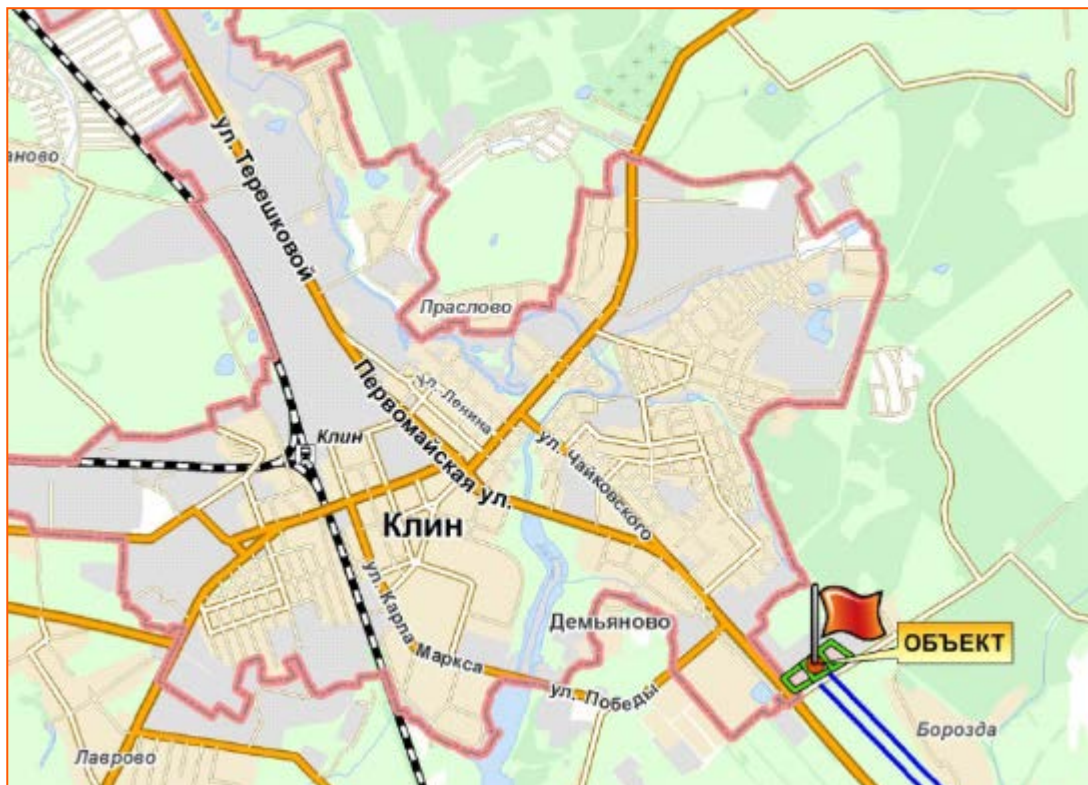 аново
ул. Терешковой
Праслово
Первомайская ул.
ул. Ленина
Клин
ул. Чайковского
Клин
ул. Карла
Маркса
Демьяново
ул. Победы
ОБЪЕКТ
Борозда
Лаврово